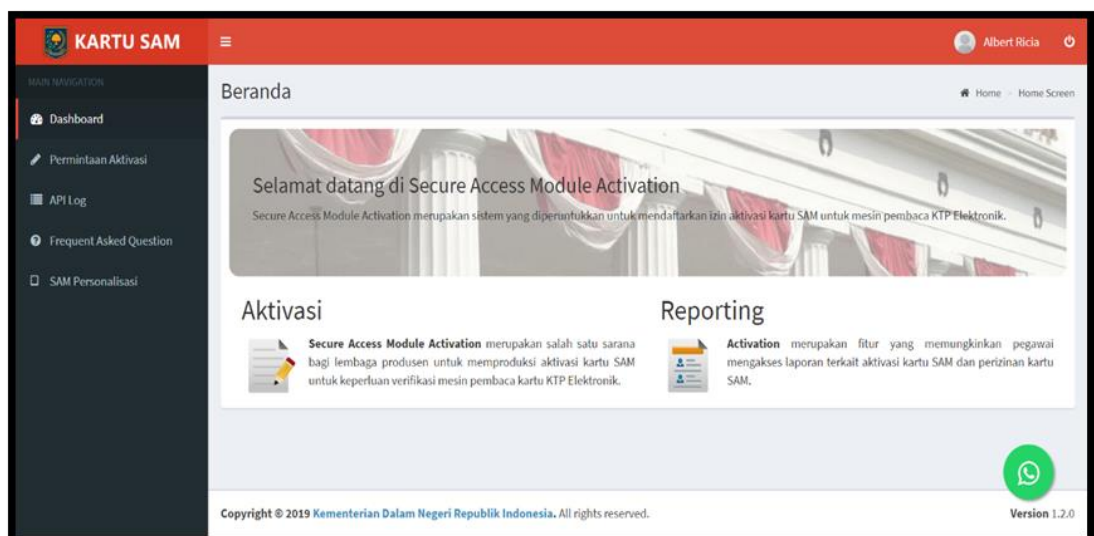 KARTU SAM
Albert Ricia
MAIN NAVIGATION
Dashboard
Permintaan Aktivasi
API Log
Frequent Asked Question
SAM Personalisasi
Beranda
Home - Home Screen
Selamat datang di Secure Access Module Activation
Secure Access Module Activation merupakan sistem yang diperuntukkan untuk mendaftarkan izin aktivasi kartu SAM untuk mesin pembaca KTP Elektronik.
Aktivasi
Secure Access Module Activation merupakan salah satu sarana
bagi lembaga produsen untuk memproduksi aktivasi kartu SAM
untuk keperluan verifikasi mesin pembaca kartu KTP Elektronik.
Reporting
Activation merupakan fitur yang memungkinkan pegawai
mengakses laporan terkait aktivasi kartu SAM dan perizinan kartu
SAM.
Copyright © 2019 Kementerian Dalam Negeri Republik Indonesia. All rights reserved.
Version 1.2.0